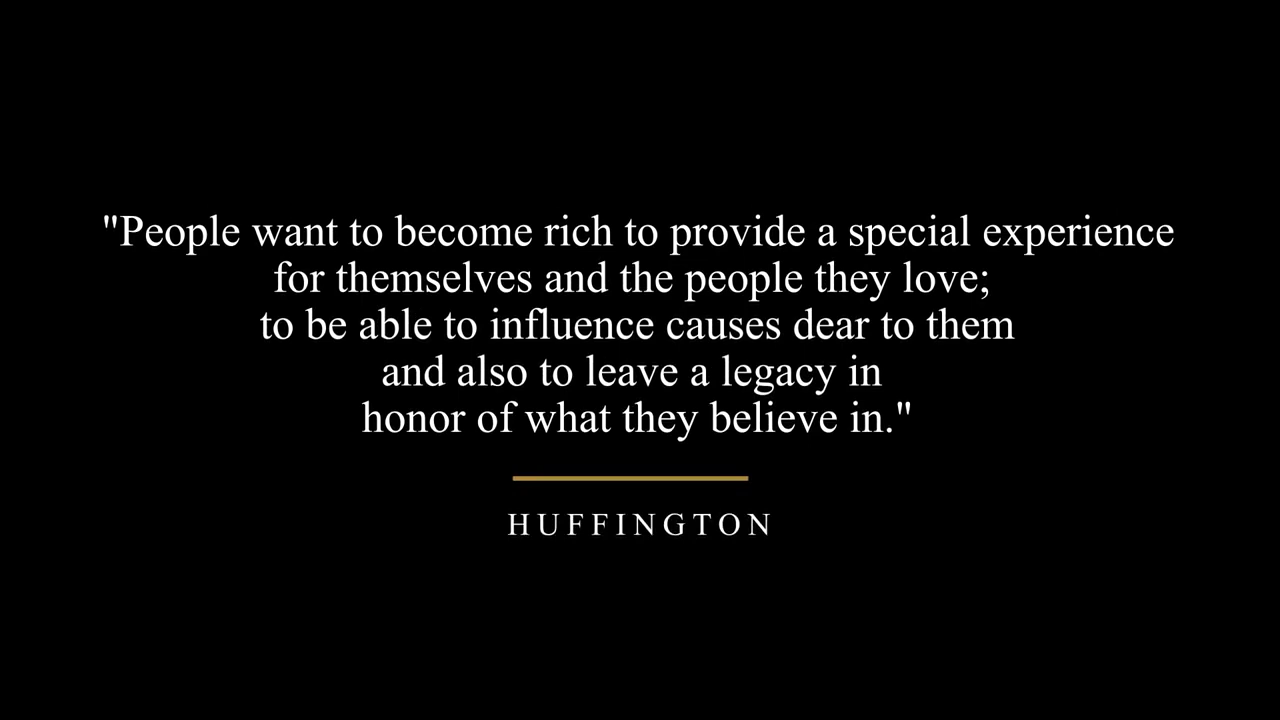 "People want to become rich to provide a special experience
for themselves and the people they love;
to be able to influence causes dear to them
and also to leave a legacy in
honor of what they believe in."
HUFFINGTON